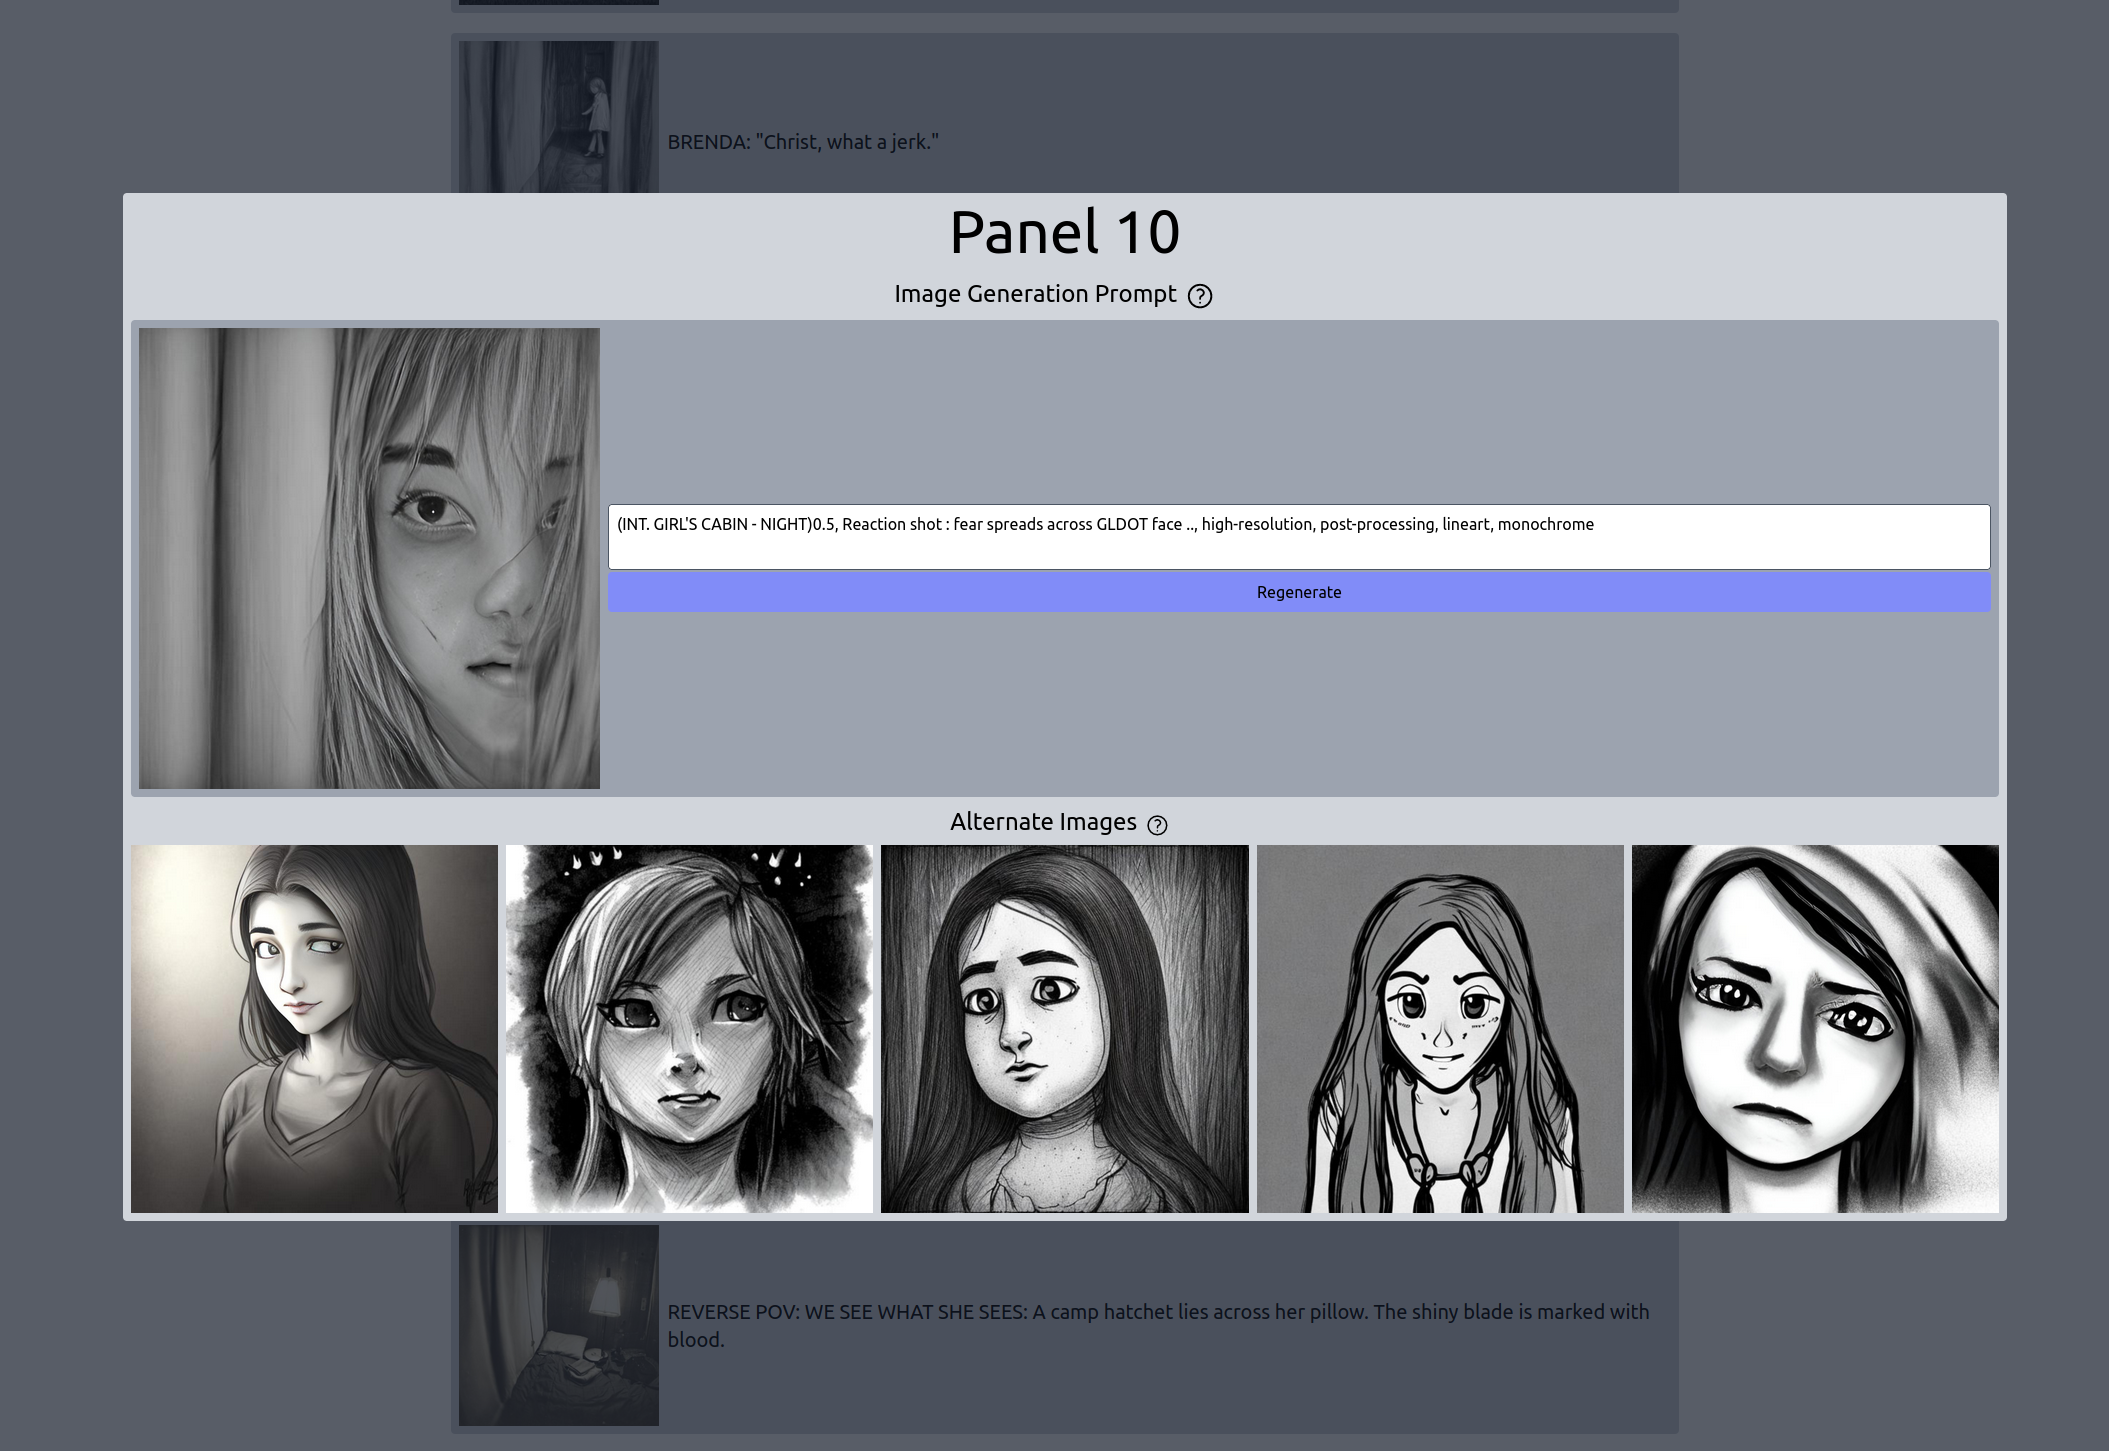 BRENDA: "Christ, what a jerk."
Panel 10
Image Generation Prompt ?
(INT. GIRL'S CABIN - NIGHT)0.5, Reaction shot : fear spreads across GLDOT face .., high-resolution, post-processing, lineart, monochrome
Regenerate
Alternate Images ?
REVERSE POV: WE SEE WHAT SHE SEES: A camp hatchet lies across her pillow. The shiny blade is marked with
blood.